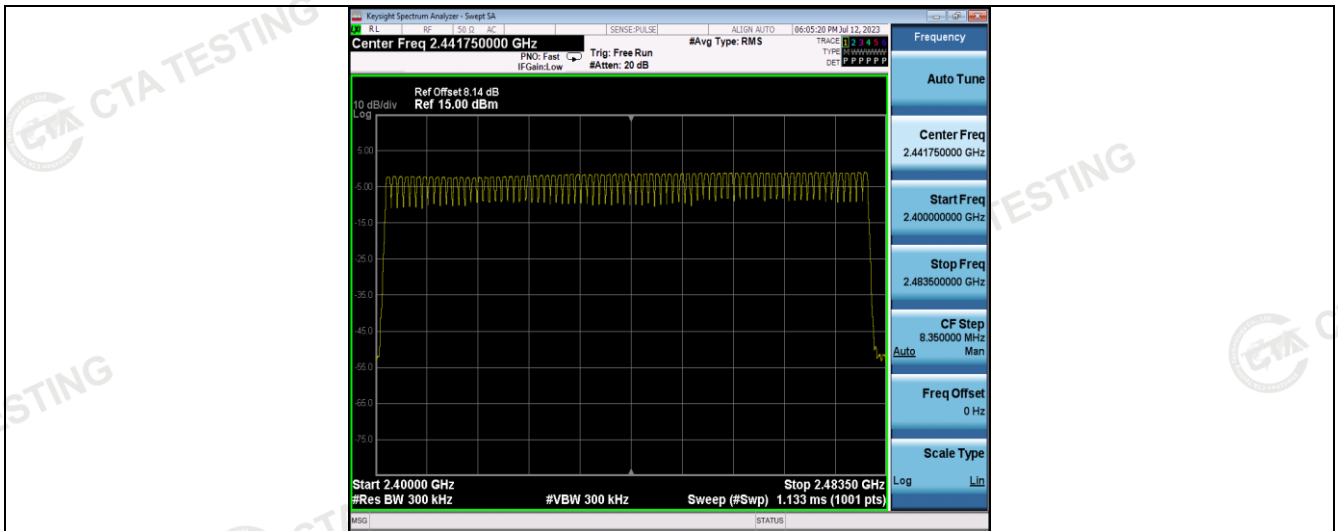 CTA TESTING
Keysight Spectrum Analyzer - Swept SA
RL RF 50 Ω AC SENSE:PULSE ALIGN AUTO 06:05:20 PM Jul 12, 2023
Center Freq 2.441750000 GHz
PNO: Fast
IFGain:Low
Trig: Free Run
#Atten: 20 dB
#Avg Type: RMS
TRACE 1 2 3 4 5 6
TYPE M WWWWW
DET P P P P P P
Ref Offset 8.14 dB
10 dB/div Ref 15.00 dBm
Log
5.00
-5.00
-15.0
-25.0
-35.0
-45.0
-55.0
-65.0
-75.0
Start 2.40000 GHz Stop 2.48350 GHz
#Res BW 300 kHz #VBW 300 kHz Sweep (#Swp) 1.133 ms (1001 pts)
MSG STATUS
Frequency
Auto Tune
Center Freq
2.441750000 GHz
Start Freq
2.400000000 GHz
Stop Freq
2.483500000 GHz
CF Step
8.350000 MHz
Auto Man
Freq Offset
0 Hz
Scale Type
Log Lin
TESTING
STING